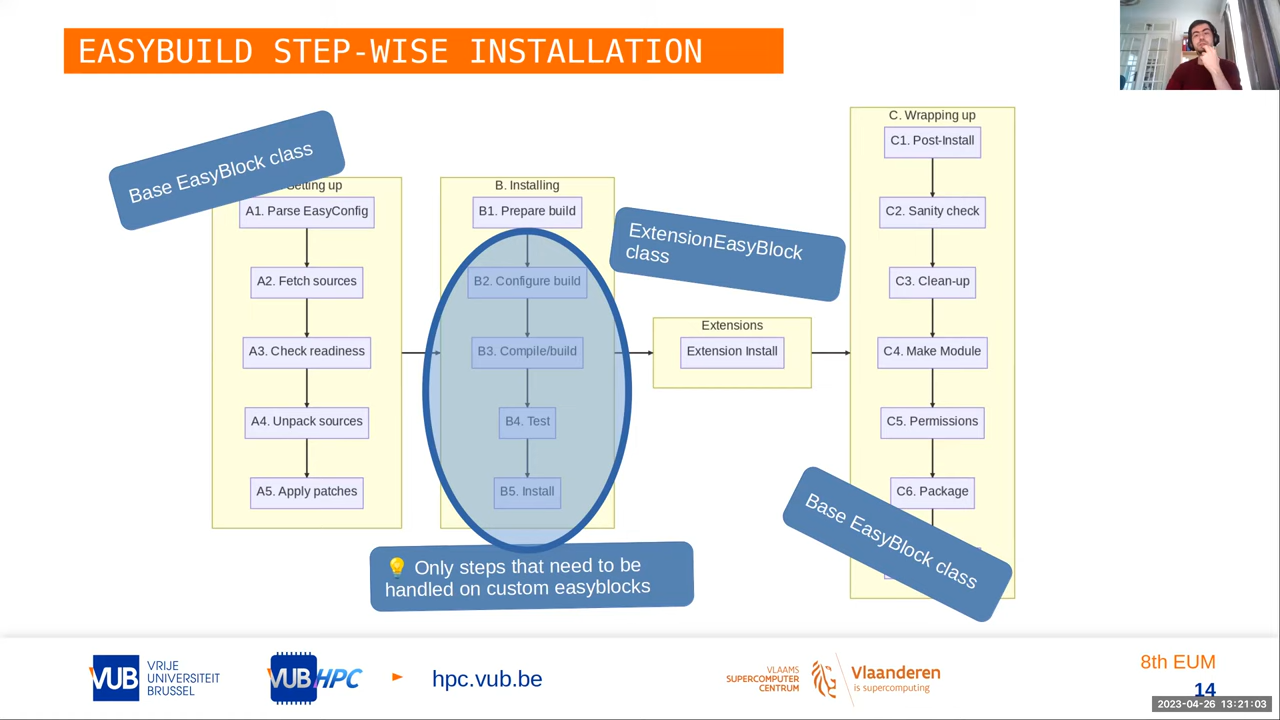 EASYBUILD STEP-WISE INSTALLATION
Base EasyBlock class
etting up
A1. Parse EasyConfig
A2. Fetch sources
A3. Check readiness
A4. Unpack sources
A5. Apply patches
B. Installing
B1. Prepare build
B2. Configure build
B3. Compile/build
B4. Test
B5. Install
💡 Only steps that need to be
handled on custom easyblocks
ExtensionEasyBlock
class
Extensions
Extension Install
C. Wrapping up
C1. Post-Install
C2. Sanity check
C3. Clean-up
C4. Make Module
C5. Permissions
C6. Package
Base EasyBlock class
VUB
VRIJE
UNIVERSITEIT
BRUSSEL
VUB HPC
hpc.vub.be
VLAAMS
SUPERCOMPUTER
CENTRUM
Vlaanderen
is supercomputing
8th EUM
14
2023-04-26 13:21:03